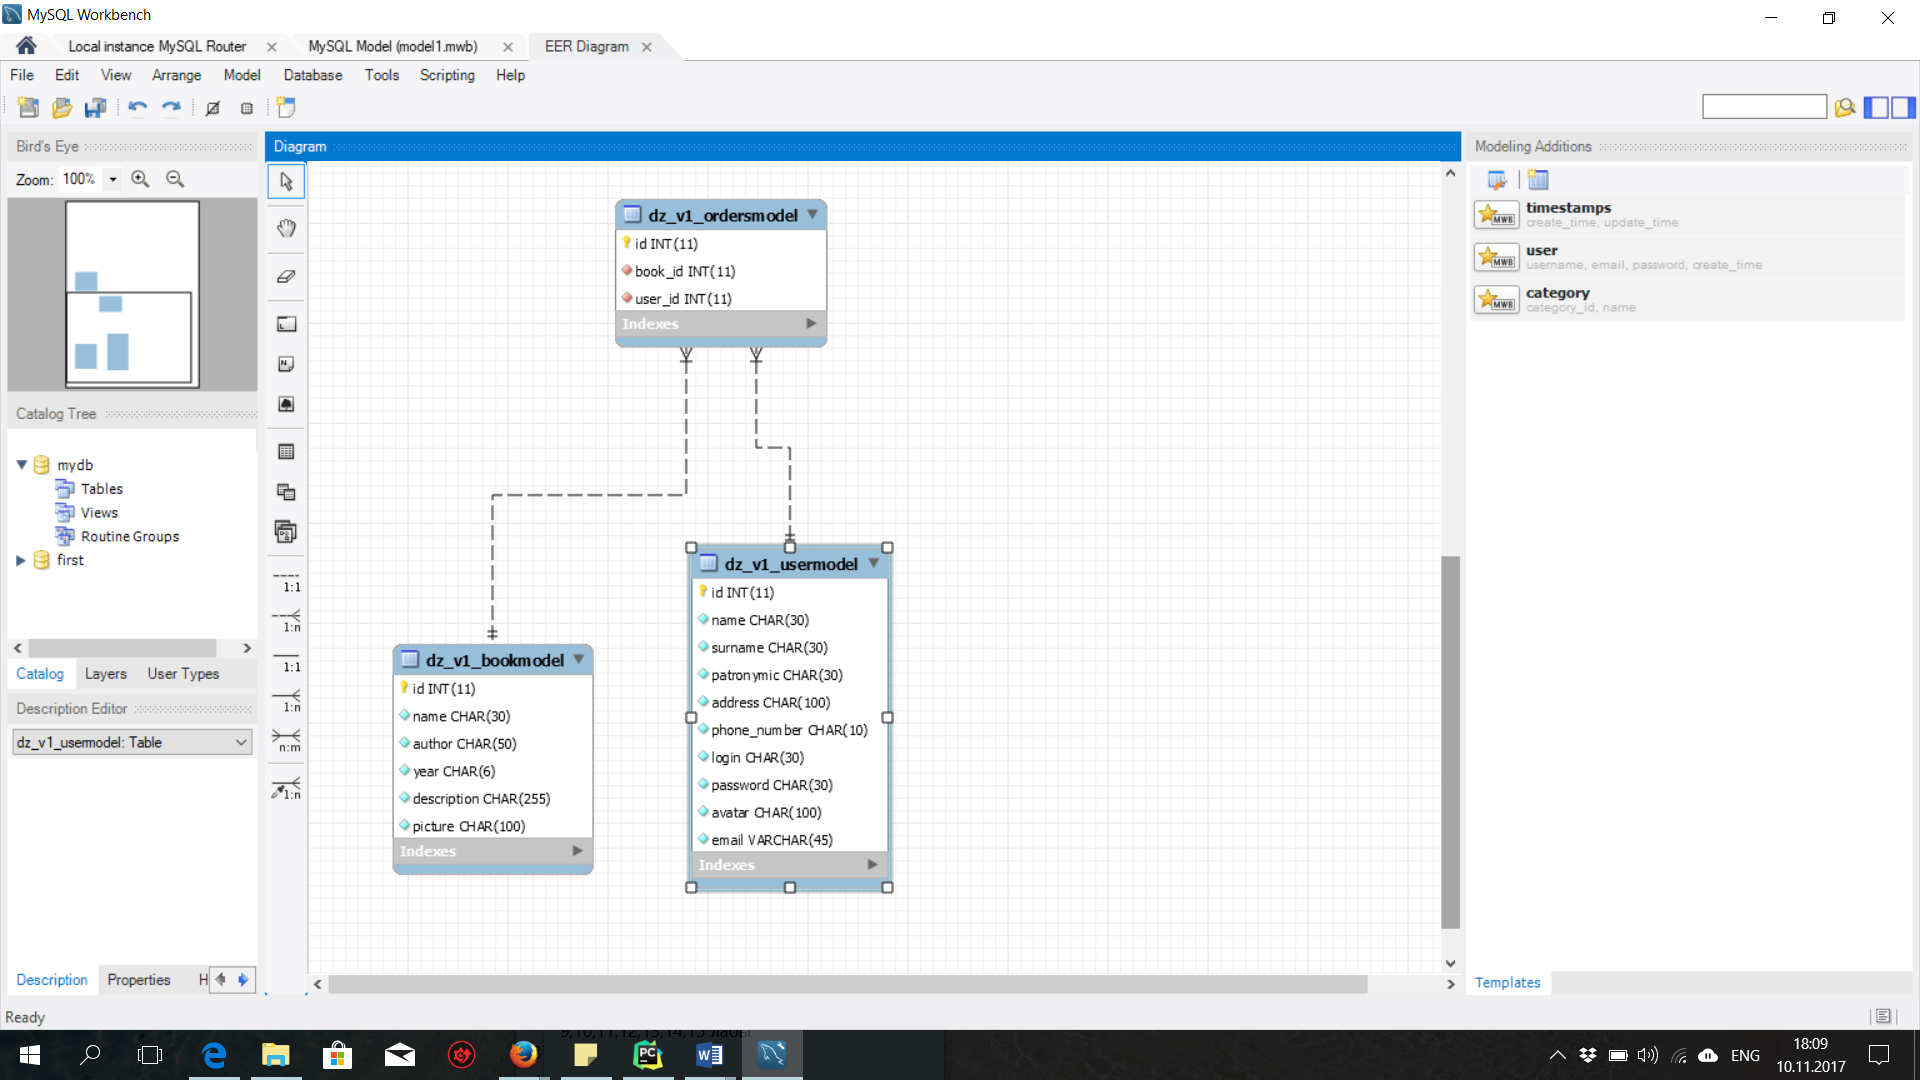 MySQL Workbench
Local instance MySQL Router
MySQL Model (model1.mwb)
EER Diagram
File Edit View Arrange Model Database Tools Scripting Help
Bird's Eye
Zoom: 100%
Catalog Tree
mydb
Tables
Views
Routine Groups
first
Catalog Layers User Types
Description Editor
dz_v1_usermodel: Table
Description Properties H
Diagram
1:1
1:n
1:1
1:n
n:m
1:n
dz_v1_ordersmodel
id INT(11)
book_id INT(11)
user_id INT(11)
Indexes
dz_v1_bookmodel
id INT(11)
name CHAR(30)
author CHAR(50)
year CHAR(6)
description CHAR(255)
picture CHAR(100)
Indexes
dz_v1_usermodel
id INT(11)
name CHAR(30)
surname CHAR(30)
patronymic CHAR(30)
address CHAR(100)
phone_number CHAR(10)
login CHAR(30)
password CHAR(30)
avatar CHAR(100)
email VARCHAR(45)
Indexes
Modeling Additions
MWB
timestamps
create_time, update_time
MWB
user
username, email, password, create_time
MWB
category
category_id, name
Templates
Ready
PC
ENG
18:09
10.11.2017